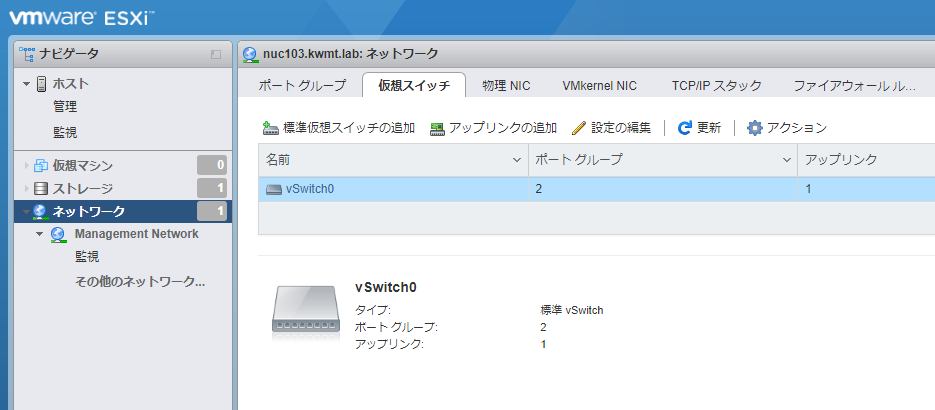 vmware ESXi™
ナビゲータ
ホスト
管理
監視
仮想マシン 0
ストレージ 1
ネットワーク 1
Management Network
監視
その他のネットワーク...
nuc103.kwmt.lab: ネットワーク
ポート グループ 仮想スイッチ 物理 NIC VMkernel NIC TCP/IP スタック ファイアウォール ル...
標準仮想スイッチの追加 アップリンクの追加 設定の編集 更新 アクション
名前 ポート グループ アップリンク
vSwitch0 2 1
vSwitch0
タイプ: 標準 vSwitch
ポート グループ: 2
アップリンク: 1